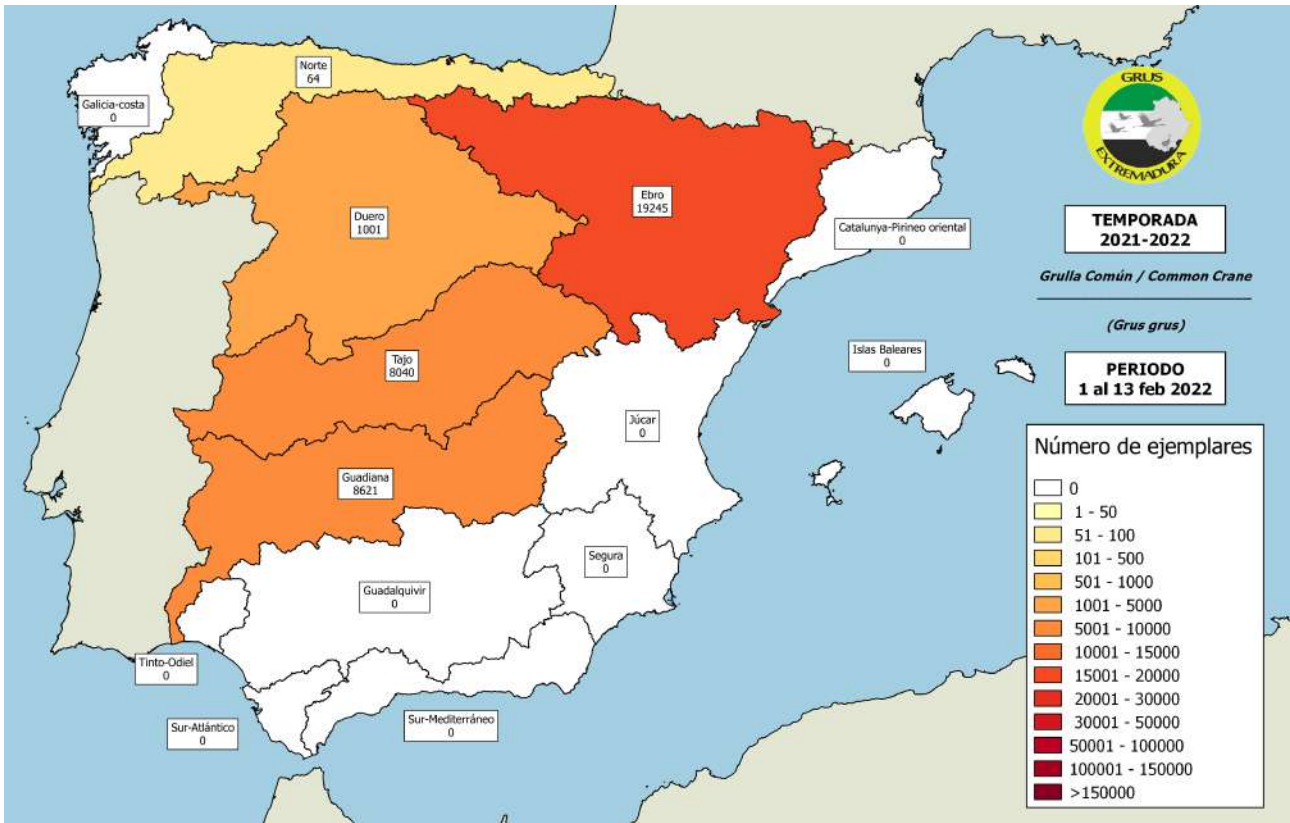 Norte
64
Galicia-costa
0
Duero
1001
Ebro
19245
Catalunya-Pirineo oriental
0
Tajo
8040
Islas Baleares
0
Júcar
0
Guadiana
8621
Segura
0
Guadalquivir
0
Tinto-Odiel
0
Sur-Atlántico
0
Sur-Mediterráneo
0
GRUS
EXTREMADURA
TEMPORADA
2021-2022
Grulla Común / Common Crane
(Grus grus)
PERIODO
1 al 13 feb 2022
Número de ejemplares
0
1 - 50
51 - 100
101 - 500
501 - 1000
1001 - 5000
5001 - 10000
10001 - 15000
15001 - 20000
20001 - 30000
30001 - 50000
50001 - 100000
100001 - 150000
>150000